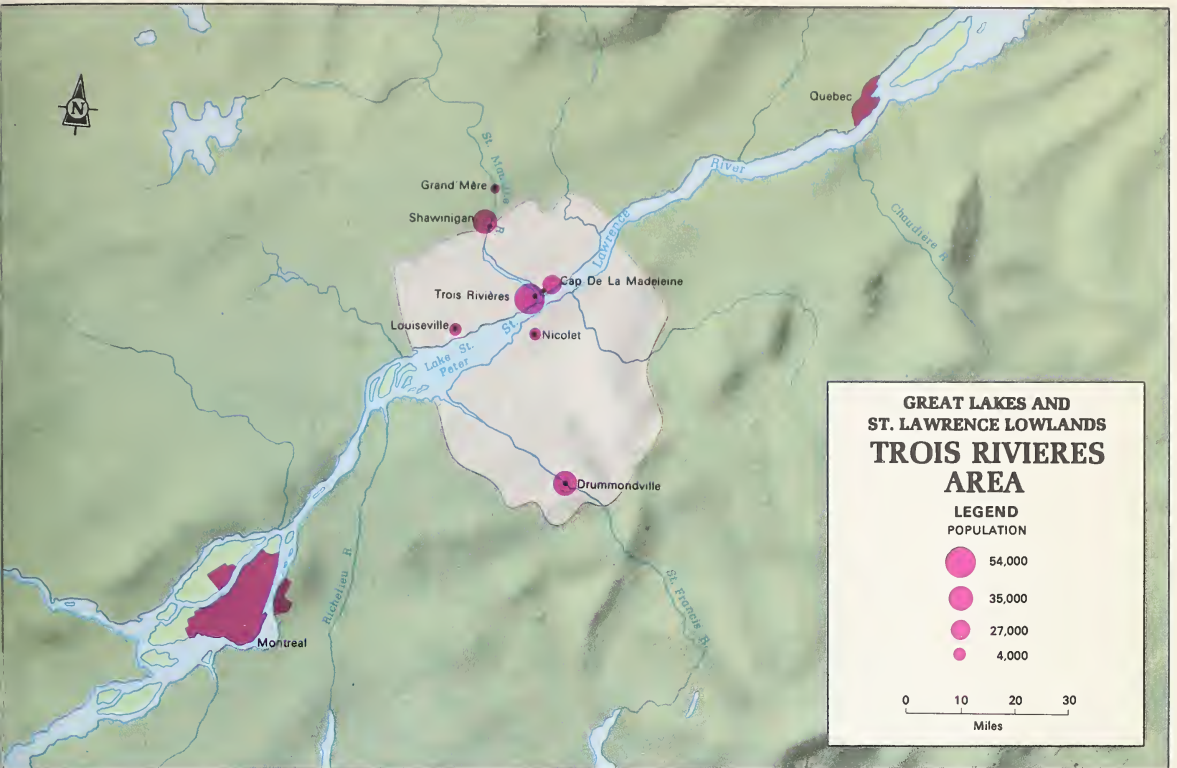 N
Quebec
River
St. Maurice
R
Grand'Mère
Shawinigan
Lawrence
Chaudière R
Cap De La Madeleine
Trois Rivières
Louiseville
St.
Nicolet
Lake St.
Peter
Drummondville
Richelieu R
St. Francis R
Montreal
GREAT LAKES AND
ST. LAWRENCE LOWLANDS
TROIS RIVIERES
AREA
LEGEND
POPULATION
54,000
35,000
27,000
4,000
0 10 20 30
Miles